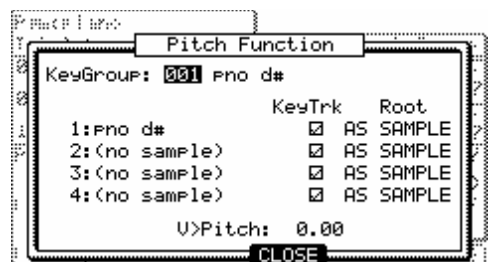 Pitch Function
KeyGroup: 001 pno d#
KeyTrk Root
1:pno d# ☑ AS SAMPLE
2:(no sample) ☑ AS SAMPLE
3:(no sample) ☑ AS SAMPLE
4:(no sample) ☑ AS SAMPLE
V>Pitch: 0.00
CLOSE